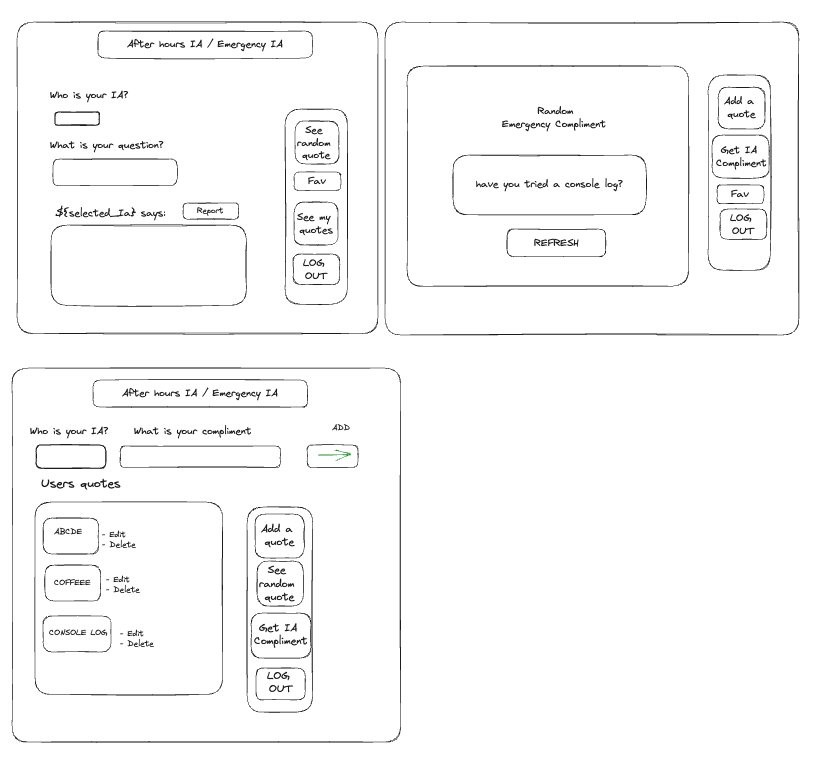 After hours IA / Emergency IA
Who is your IA?
What is your question?
${selected_Ia} says:
Report
See
random
quote
Fav
See my
quotes
LOG
OUT
Random
Emergency Compliment
have you tried a console log?
REFRESH
Add a
quote
Get IA
Compliment
Fav
LOG
OUT
After hours IA / Emergency IA
Who is your IA?
What is your compliment
ADD
Users quotes
ABCDE
- Edit
- Delete
COFFEEE
- Edit
- Delete
CONSOLE LOG
- Edit
- Delete
Add a
quote
See
random
quote
Get IA
Compliment
LOG
OUT